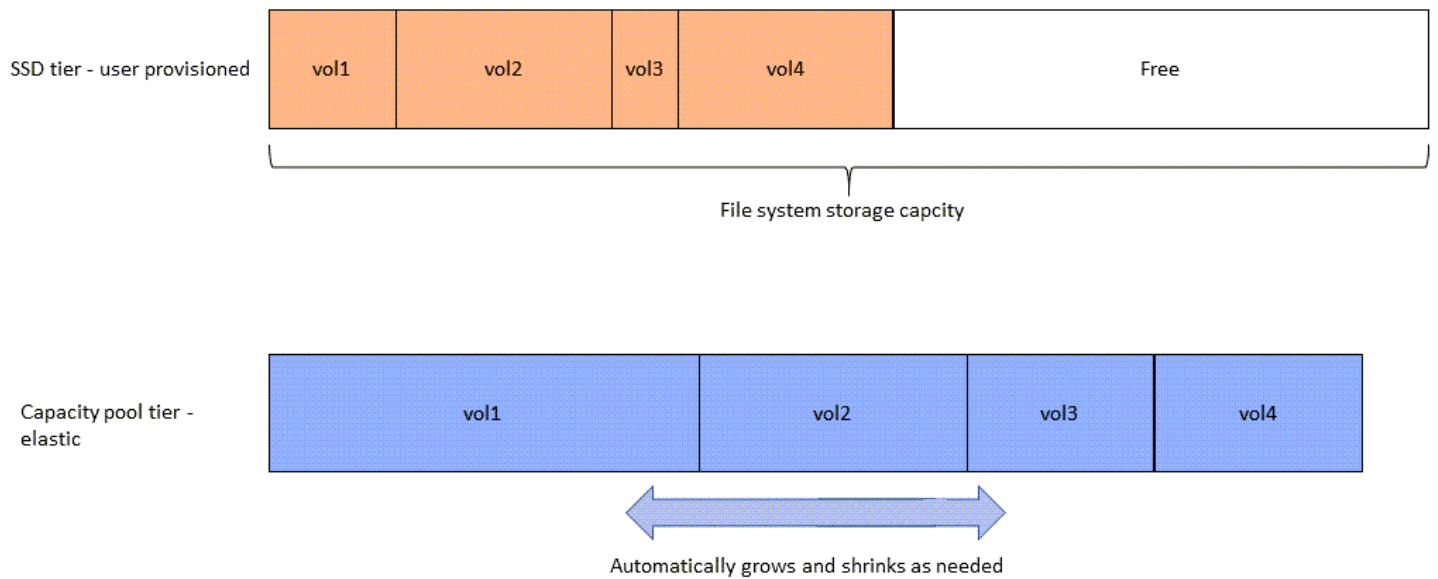 SSD tier - user provisioned
vol1
vol2
vol3
vol4
Free
File system storage capcity
Capacity pool tier -
elastic
vol1
vol2
vol3
vol4
Automatically grows and shrinks as needed